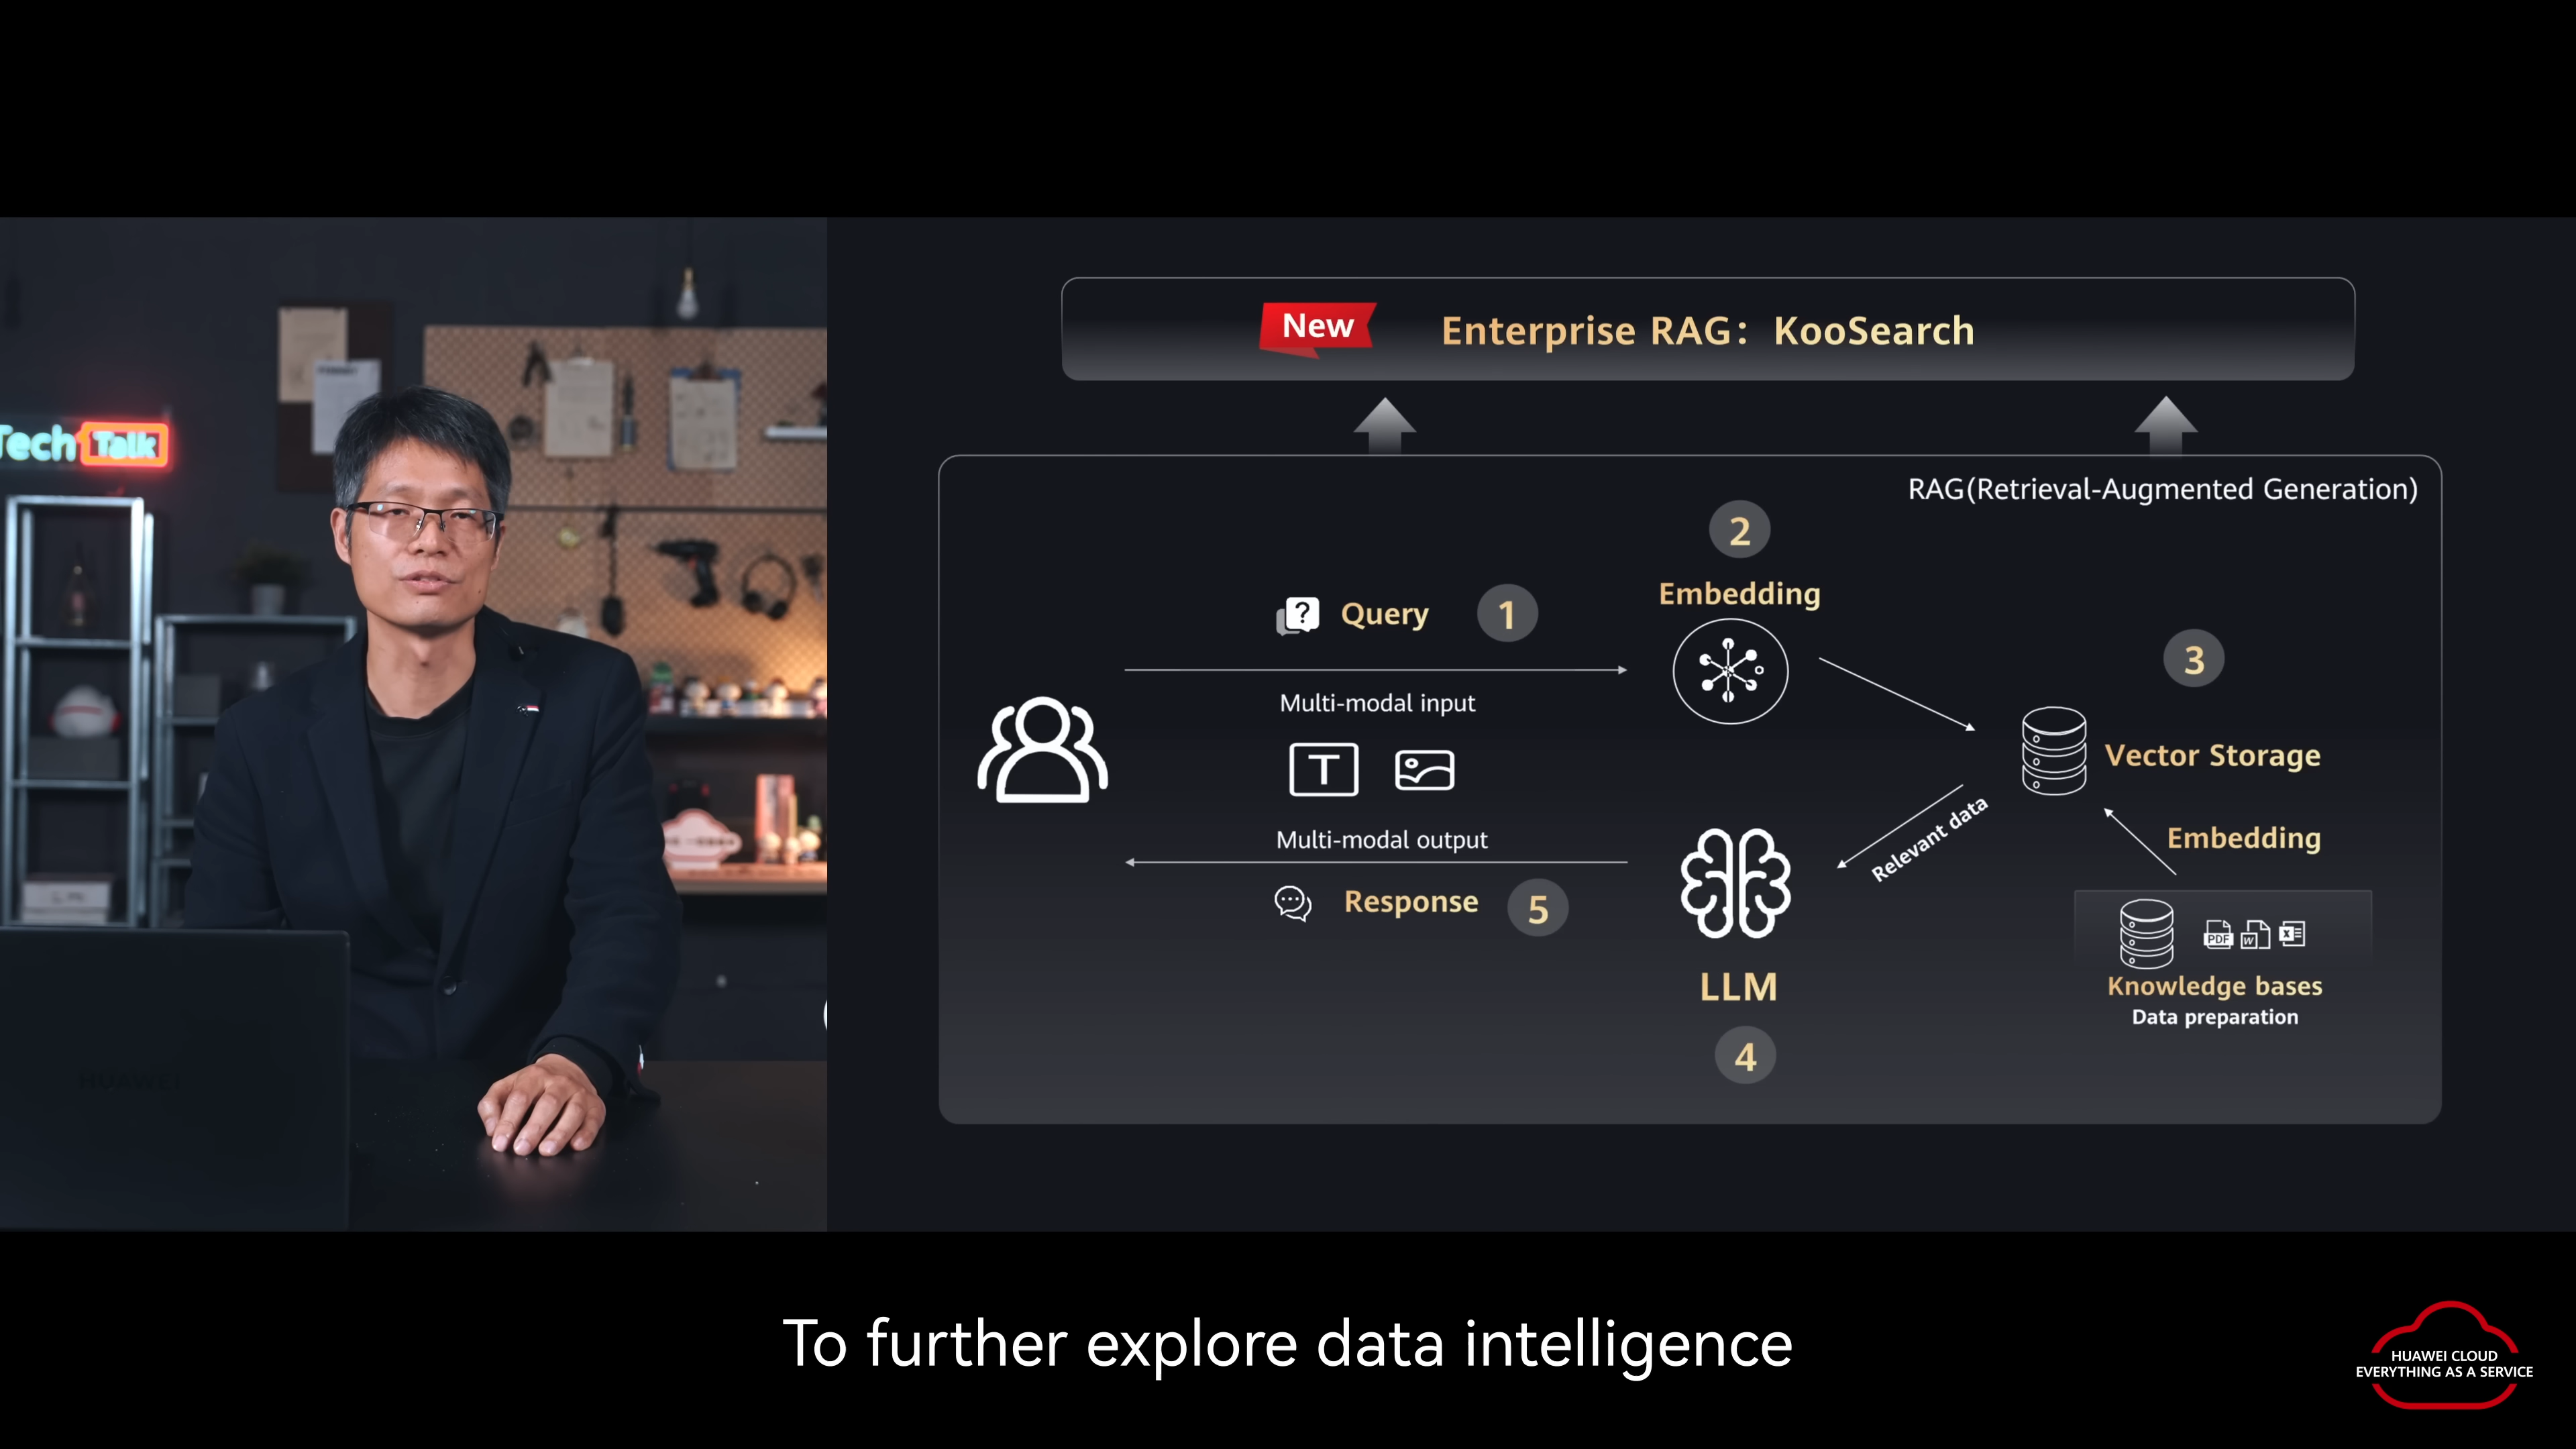 Tech Talk
HUAWEI
New
Enterprise RAG: KooSearch
RAG(Retrieval-Augmented Generation)
2
Embedding
? Query 1
3
Multi-modal input
T
Vector Storage
Multi-modal output
Relevant data
Embedding
Response 5
PDF W X
LLM
Knowledge bases
Data preparation
4
To further explore data intelligence
HUAWEI CLOUD
EVERYTHING AS A SERVICE